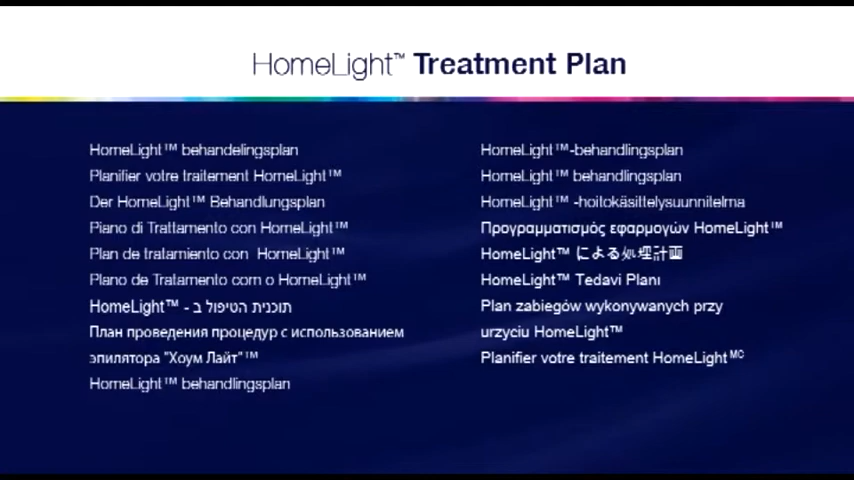 HomeLight™ Treatment Plan
HomeLight™ behandelingsplan
Planifier votre traitement HomeLight™
Der HomeLight™ Behandlungsplan
Piano di Trattamento con HomeLight™
Plan de tratamiento con HomeLight™
Plano de Tratamento com o HomeLight™
HomeLight™ - תוכנית הטיפול ב
План проведения процедур с использованием
эпилятора "Хоум Лайт"™
HomeLight™ behandlingsplan
HomeLight™-behandlingsplan
HomeLight™ behandlingsplan
HomeLight™ -hoitokäsittelysuunnitelma
Προγραμματισμός εφαρμογών HomeLight™
HomeLight™ による処理計画
HomeLight™ Tedavi Planı
Plan zabiegów wykonywanych przy
urzyciu HomeLight™
Planifier votre traitement HomeLight MC